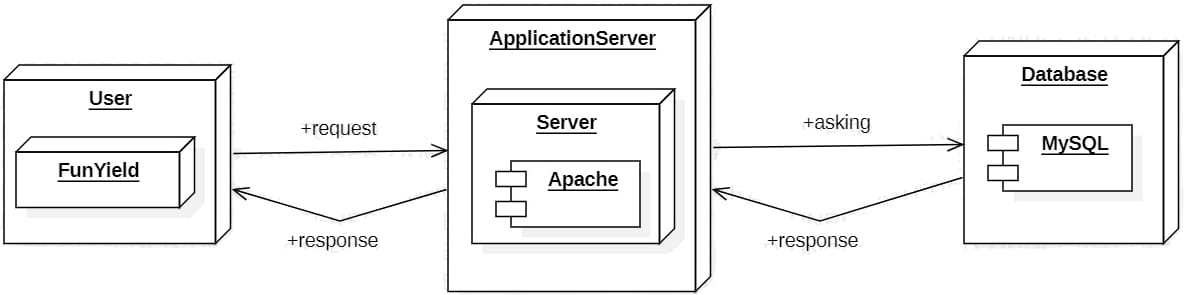 User
FunYield
+request
+response
ApplicationServer
Server
Apache
+asking
+response
Database
MySQL